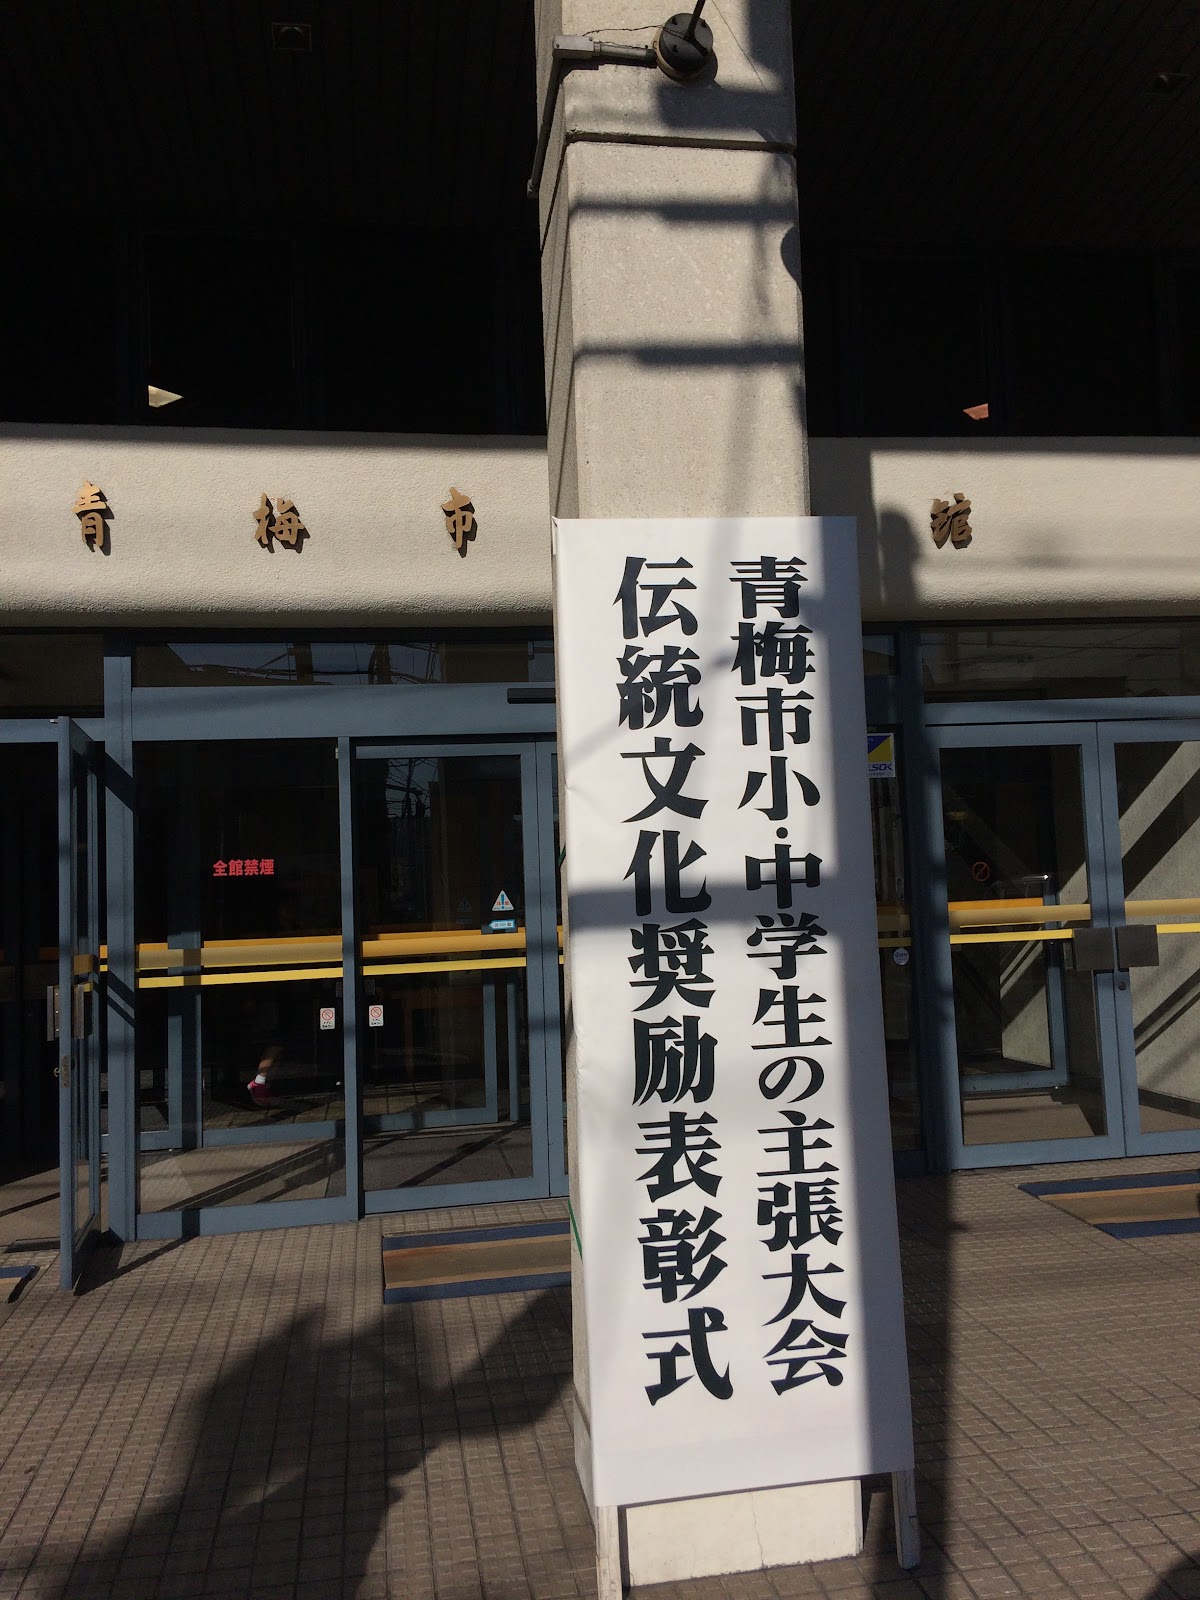 青梅市 館
青梅市小・中学生の主張大会
伝統文化奨励表彰式
全館禁煙